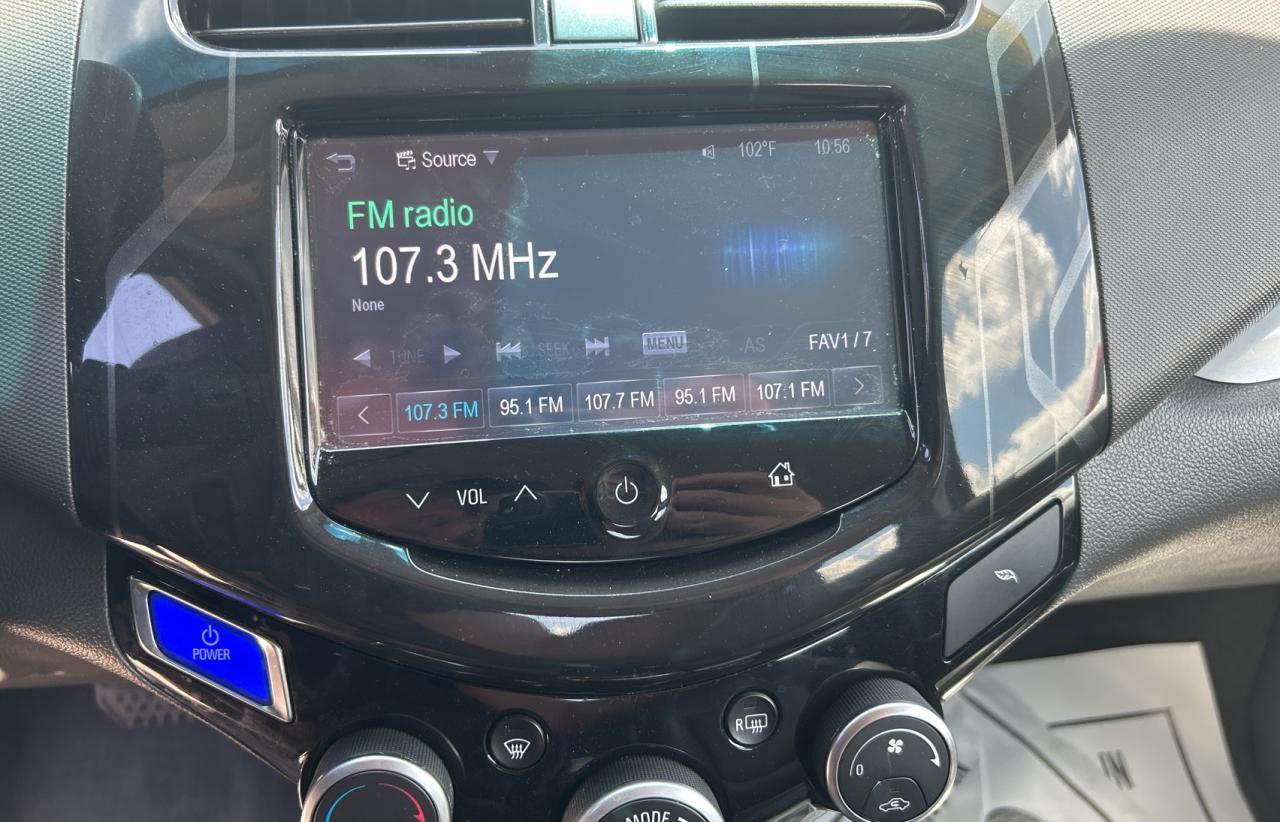 Source
102°F
10:56
FM radio
107.3 MHz
None
TUNE
SEEK
MENU
AS
FAV1 / 7
107.3 FM
95.1 FM
107.7 FM
95.1 FM
107.1 FM
VOL
POWER
R
0
MODE
IN